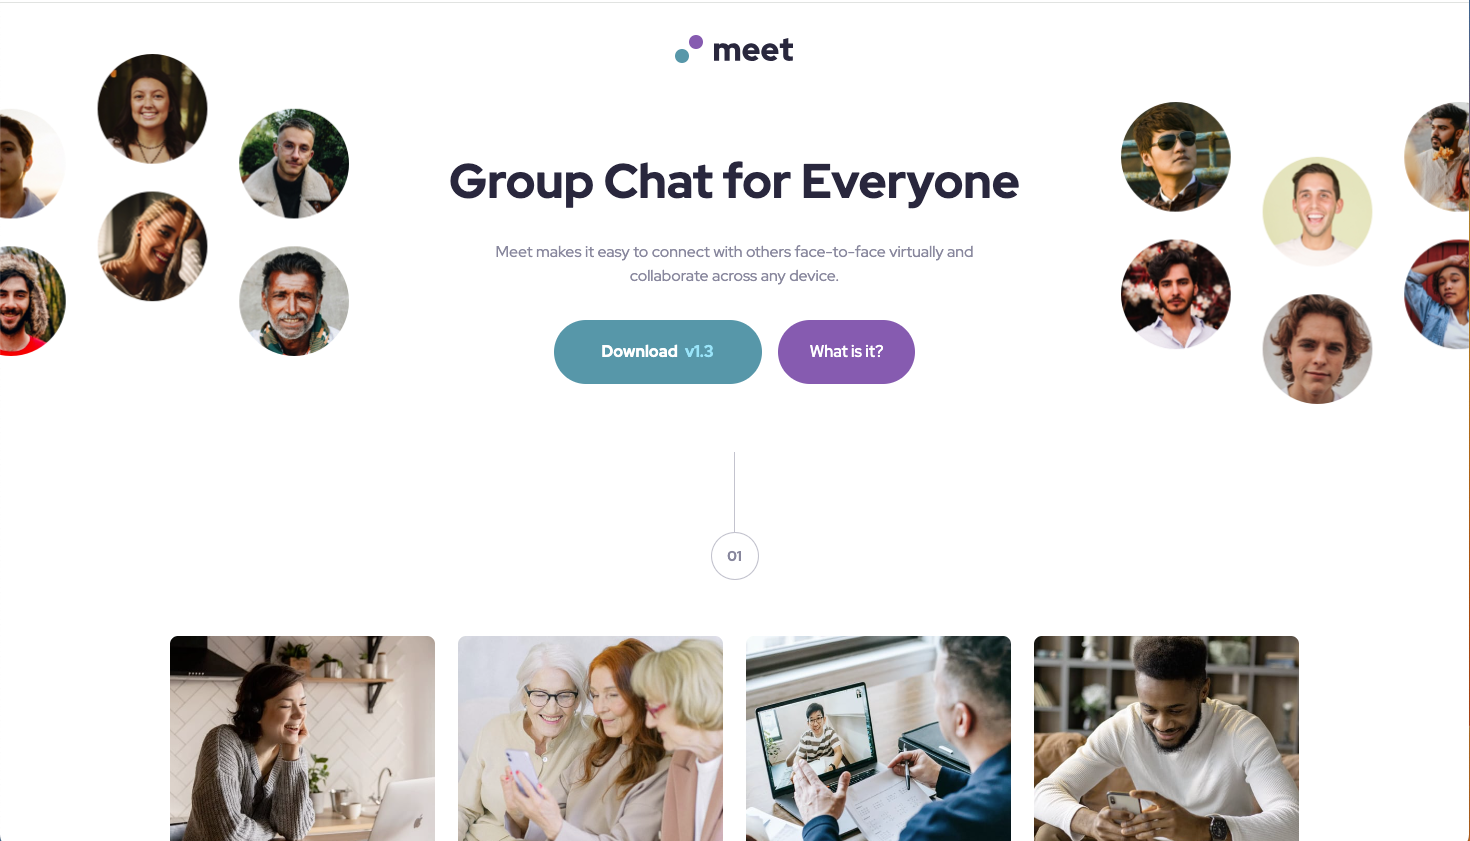 meet
Group Chat for Everyone
Meet makes it easy to connect with others face-to-face virtually and
collaborate across any device.
Download v1.3
What is it?
01